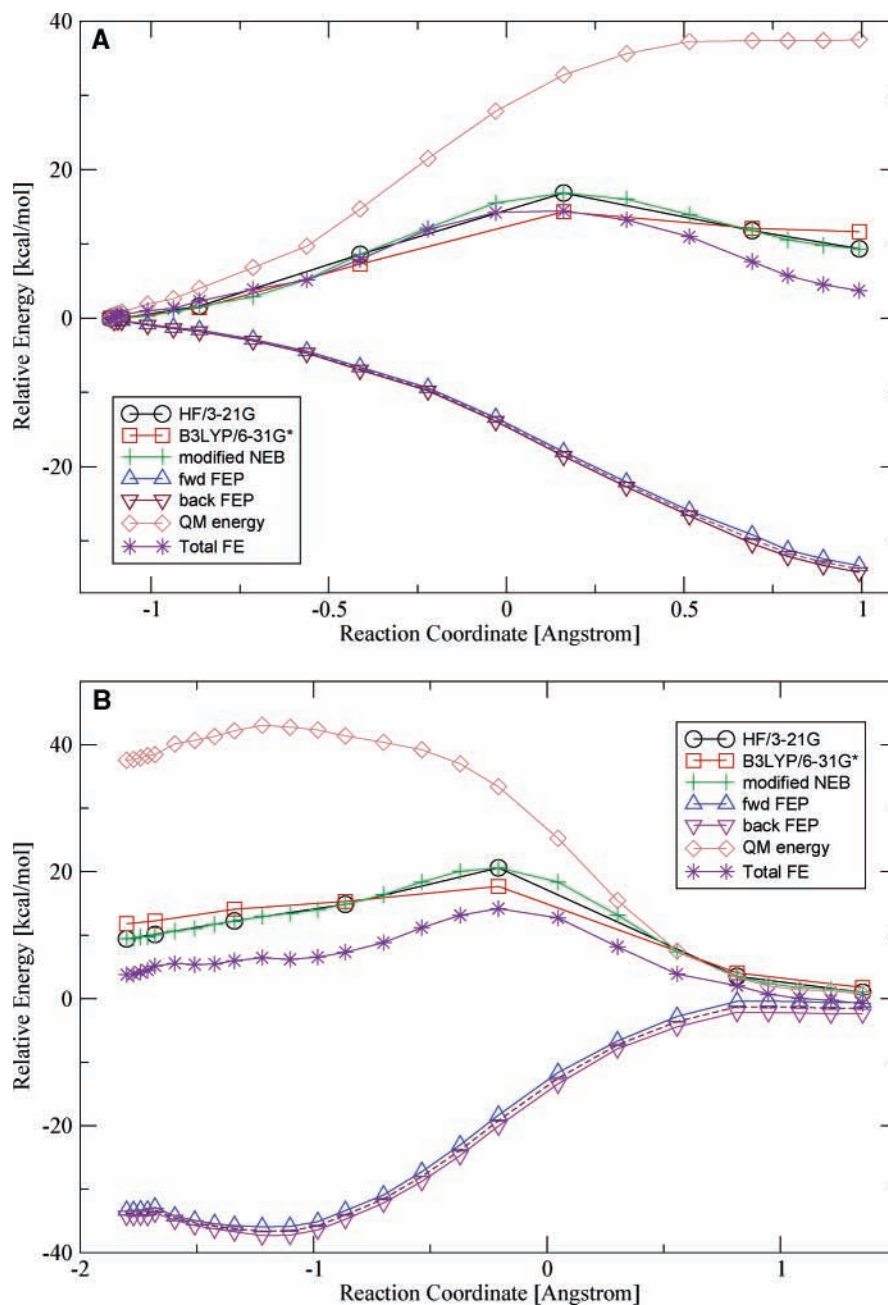 A
40
20
0
-20
Relative Energy [kcal/mol]
HF/3-21G
B3LYP/6-31G*
modified NEB
fwd FEP
back FEP
QM energy
Total FE
-1
-0.5
0
0.5
1
Reaction Coordinate [Angstrom]
B
40
20
0
-20
-40
Relative Energy [kcal/mol]
HF/3-21G
B3LYP/6-31G*
modified NEB
fwd FEP
back FEP
QM energy
Total FE
-2
-1
0
1
Reaction Coordinate [Angstrom]